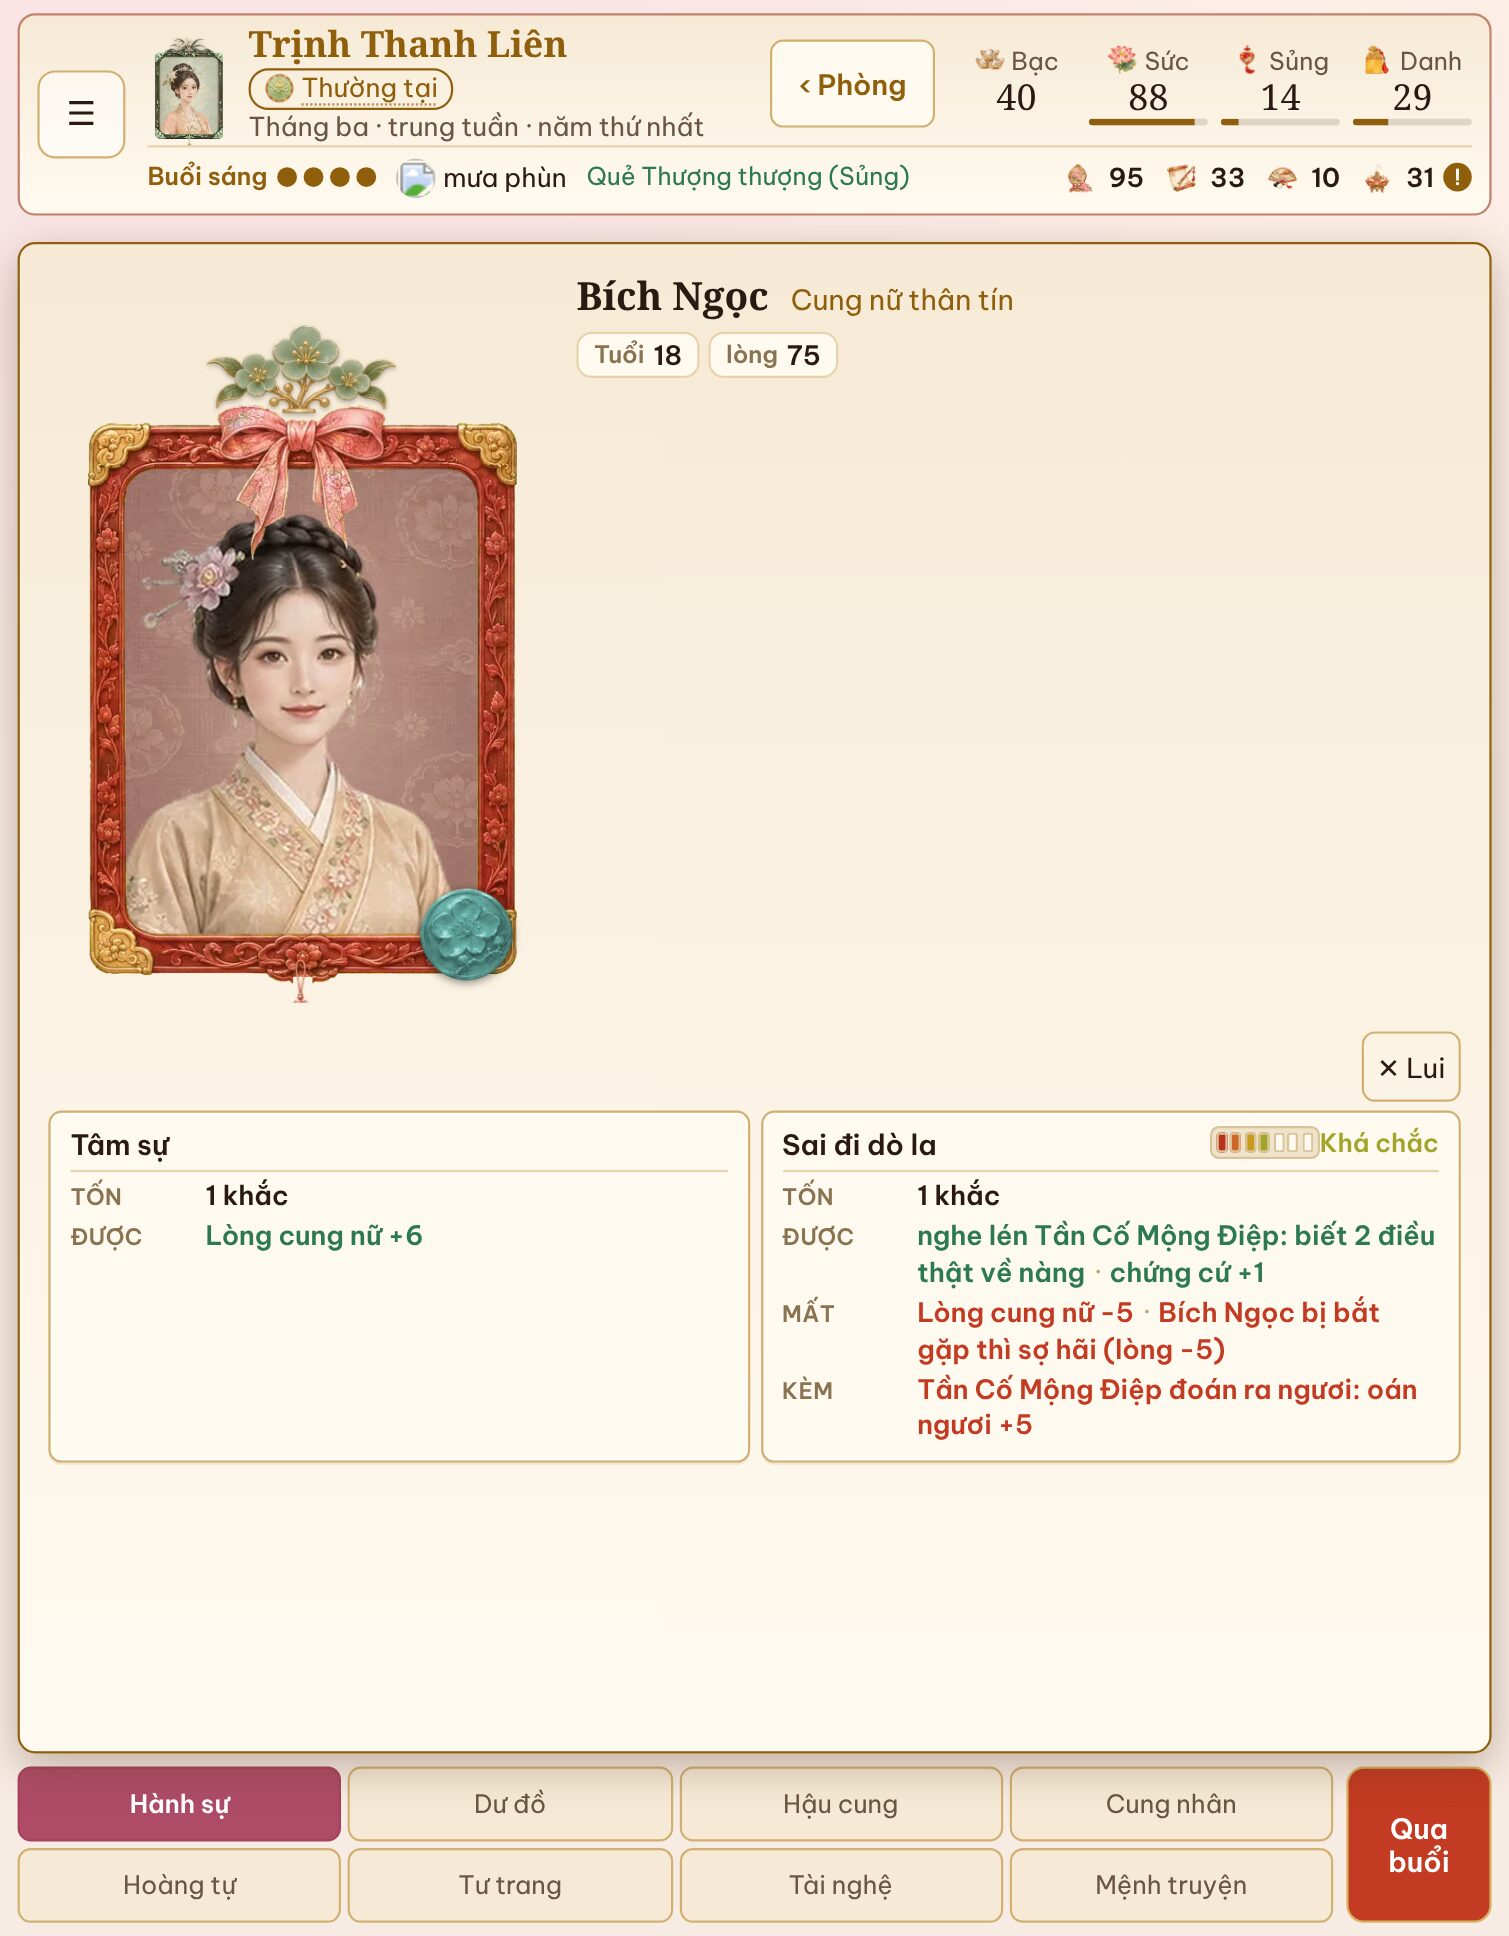 ☰
Trịnh Thanh Liên
Thường tại
Tháng ba · trung tuần · năm thứ nhất
‹ Phòng
Bạc Sức Sủng Danh
40 88 14 29
Buổi sáng mưa phùn Quẻ Thượng thượng (Sủng) 95 33 10 31 !
Bích Ngọc Cung nữ thân tín
Tuổi 18 lòng 75
✕ Lui
Tâm sự
TỐN 1 khắc
ĐƯỢC Lòng cung nữ +6
Sai đi dò la Khá chắc
TỐN 1 khắc
ĐƯỢC nghe lén Tần Cố Mộng Điệp: biết 2 điều
thật về nàng · chứng cứ +1
MẤT Lòng cung nữ -5 · Bích Ngọc bị bắt
gặp thì sợ hãi (lòng -5)
KÈM Tần Cố Mộng Điệp đoán ra ngươi: oán
ngươi +5
Hành sự Dư đồ Hậu cung Cung nhân
Hoàng tự Tư trang Tài nghệ Mệnh truyện
Qua
buổi